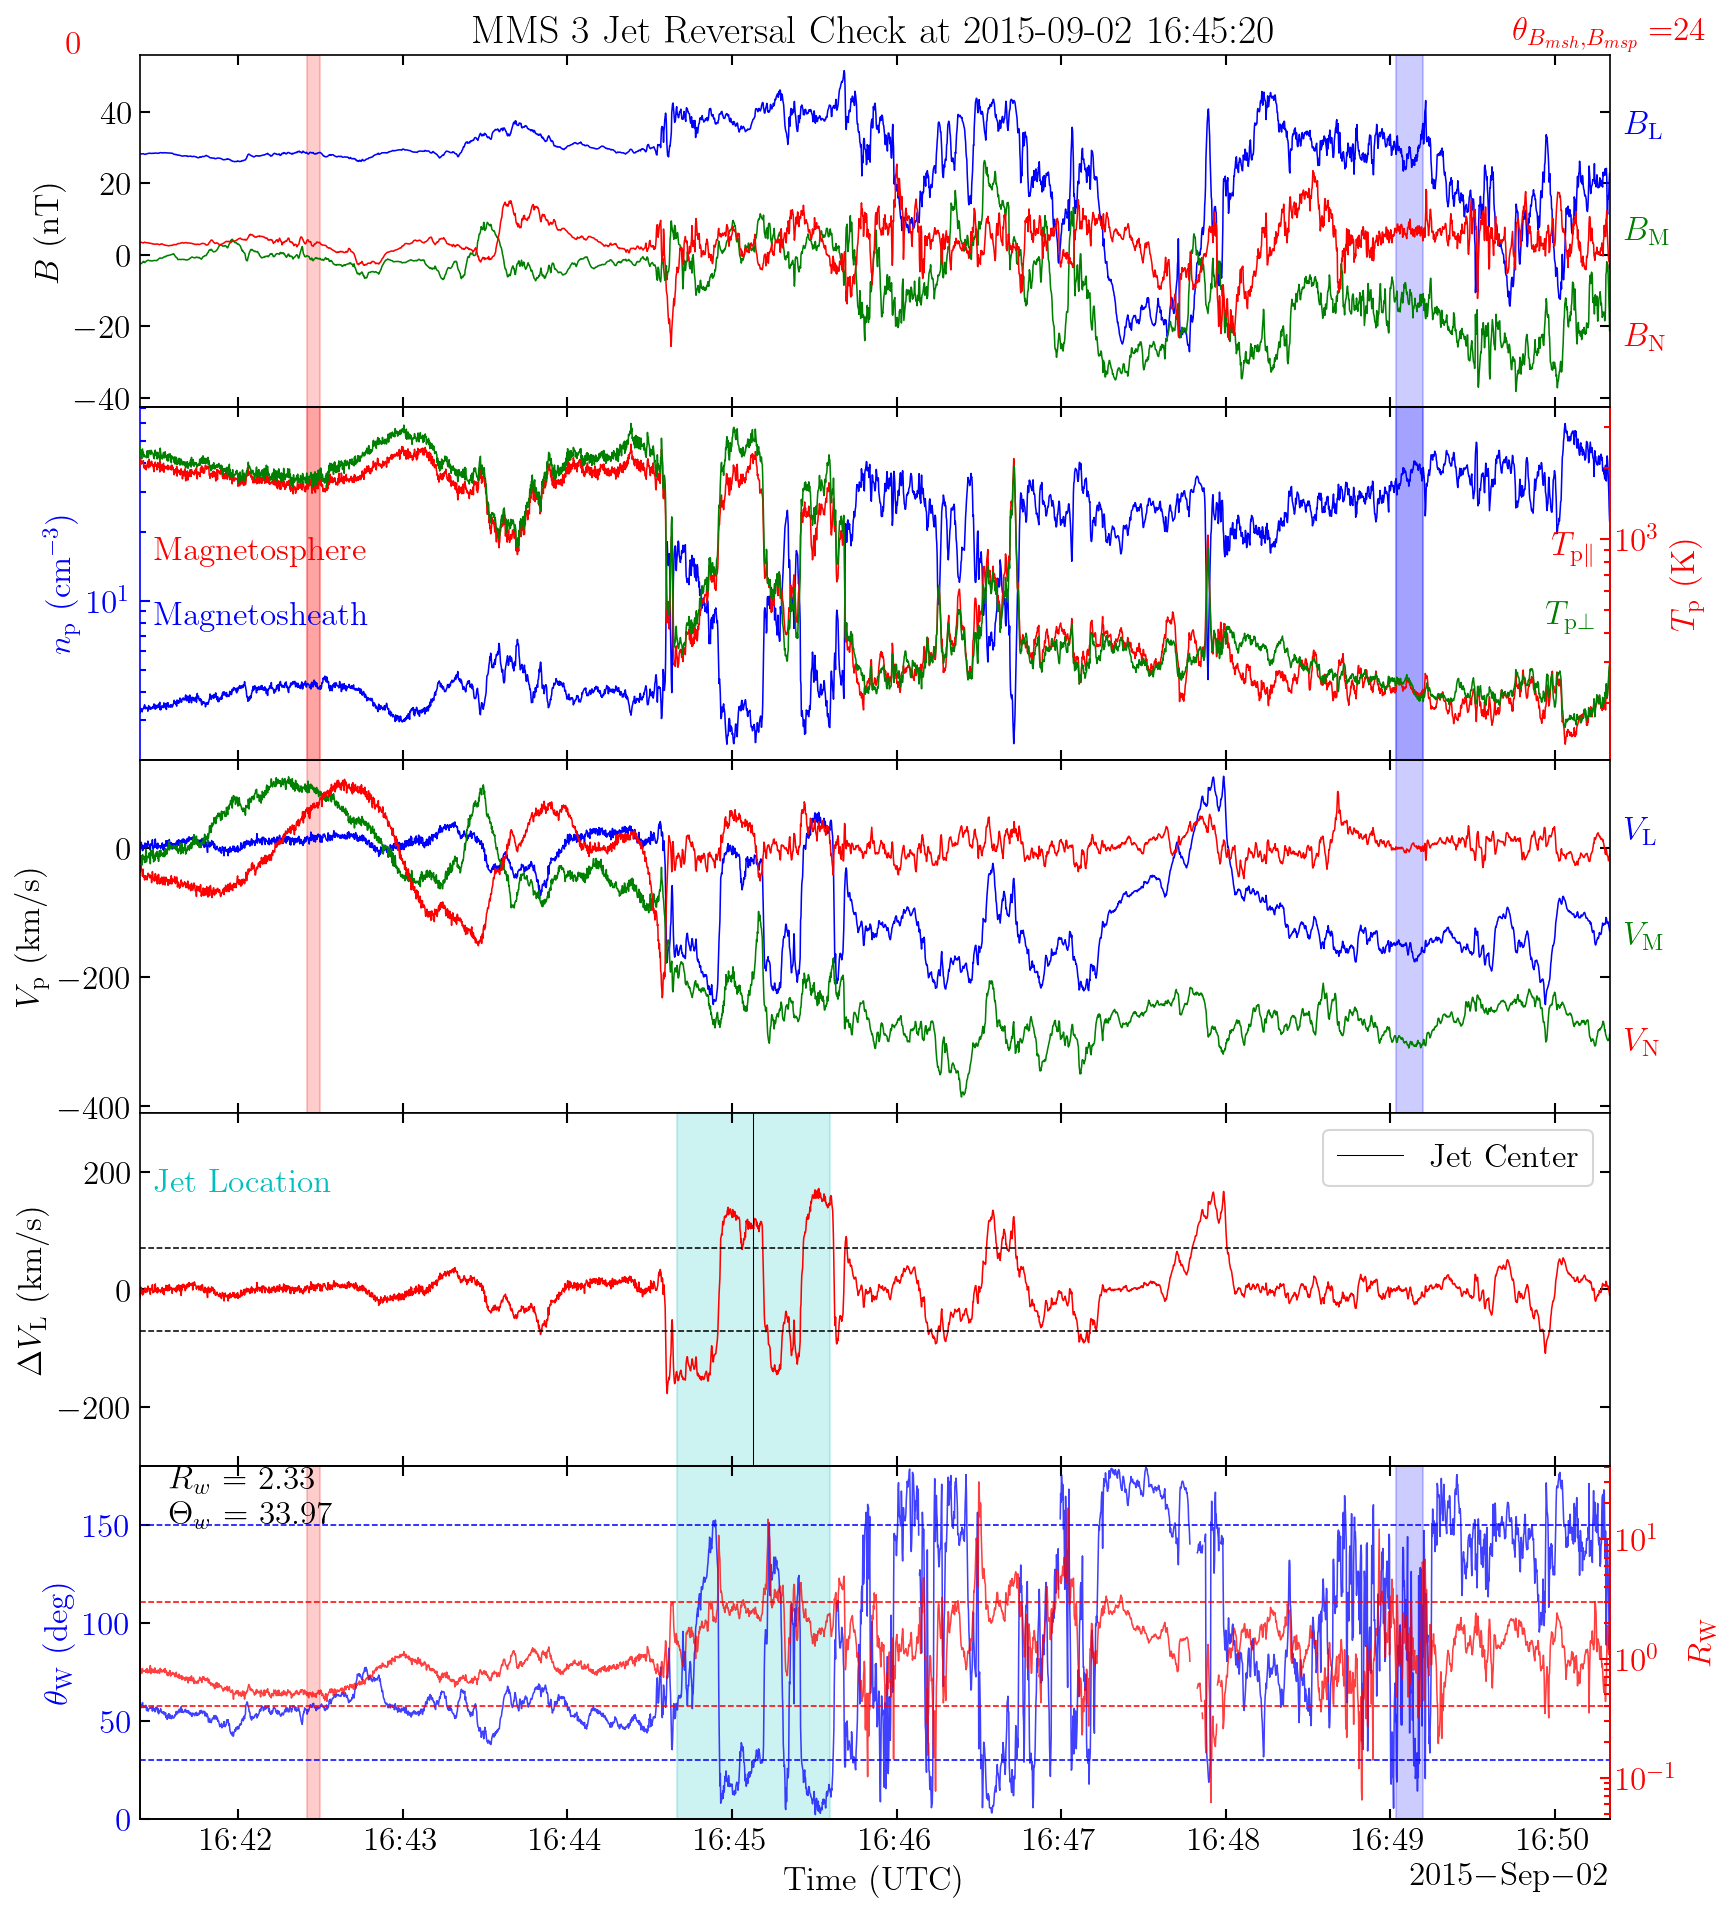 0
MMS 3 Jet Reversal Check at 2015-09-02 16:45:20
θ_{B_{msh},B_{msp}} =24
B (nT)
40
20
0
−20
−40
B_L
B_M
B_N
n_p (cm^{−3})
10^1
Magnetosphere
Magnetosheath
T_{p∥}
T_{p⊥}
10^3
T_p (K)
V_p (km/s)
0
−200
−400
V_L
V_M
V_N
ΔV_L (km/s)
200
0
−200
Jet Location
Jet Center
R_w = 2.33
Θ_w = 33.97
θ_W (deg)
150
100
50
0
10^1
10^0
10^{−1}
R_W
16:42 16:43 16:44 16:45 16:46 16:47 16:48 16:49 16:50
Time (UTC)
2015−Sep−02